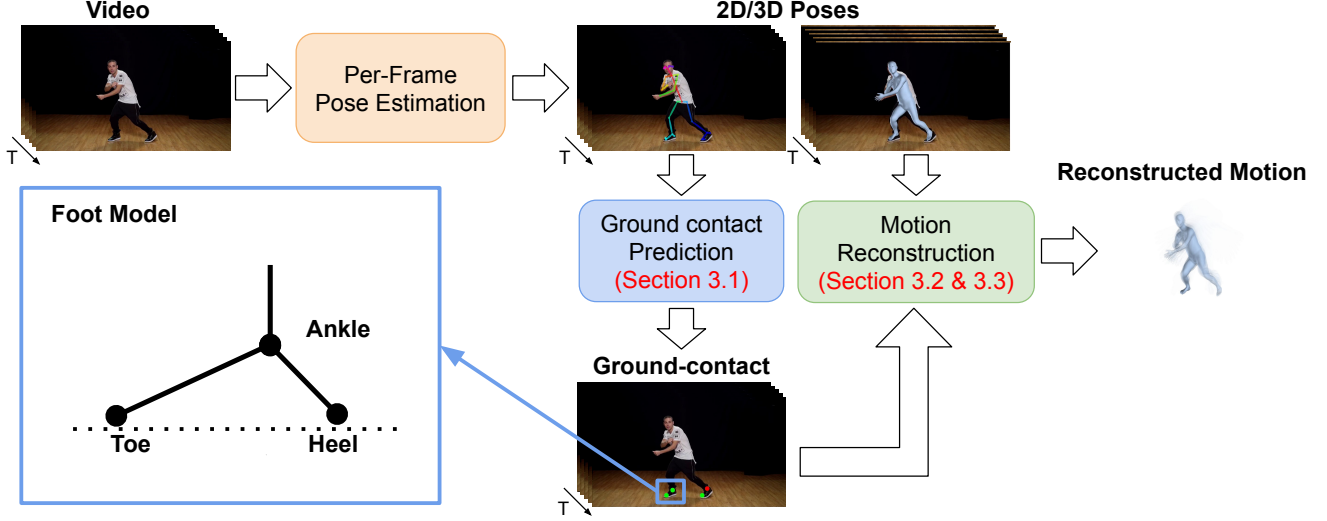 Video
2D/3D Poses
Per-Frame
Pose Estimation
T
T
T
Reconstructed Motion
Foot Model
Ground contact
Prediction
(Section 3.1)
Motion
Reconstruction
(Section 3.2 & 3.3)
Ankle
Ground-contact
Toe
Heel
T